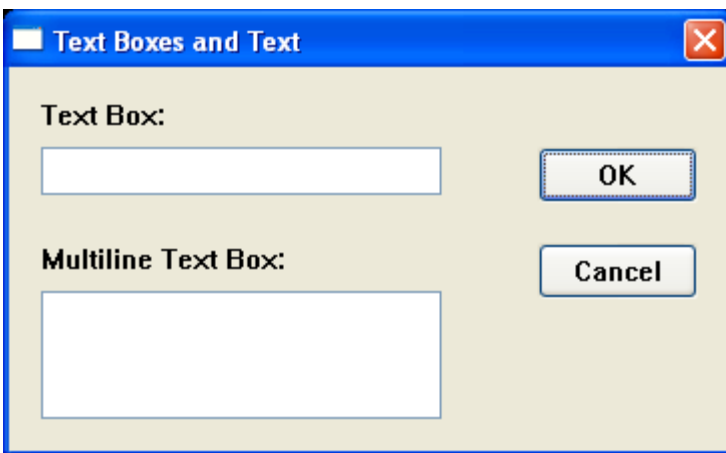 Text Boxes and Text
Text Box:
OK
Multiline Text Box:
Cancel